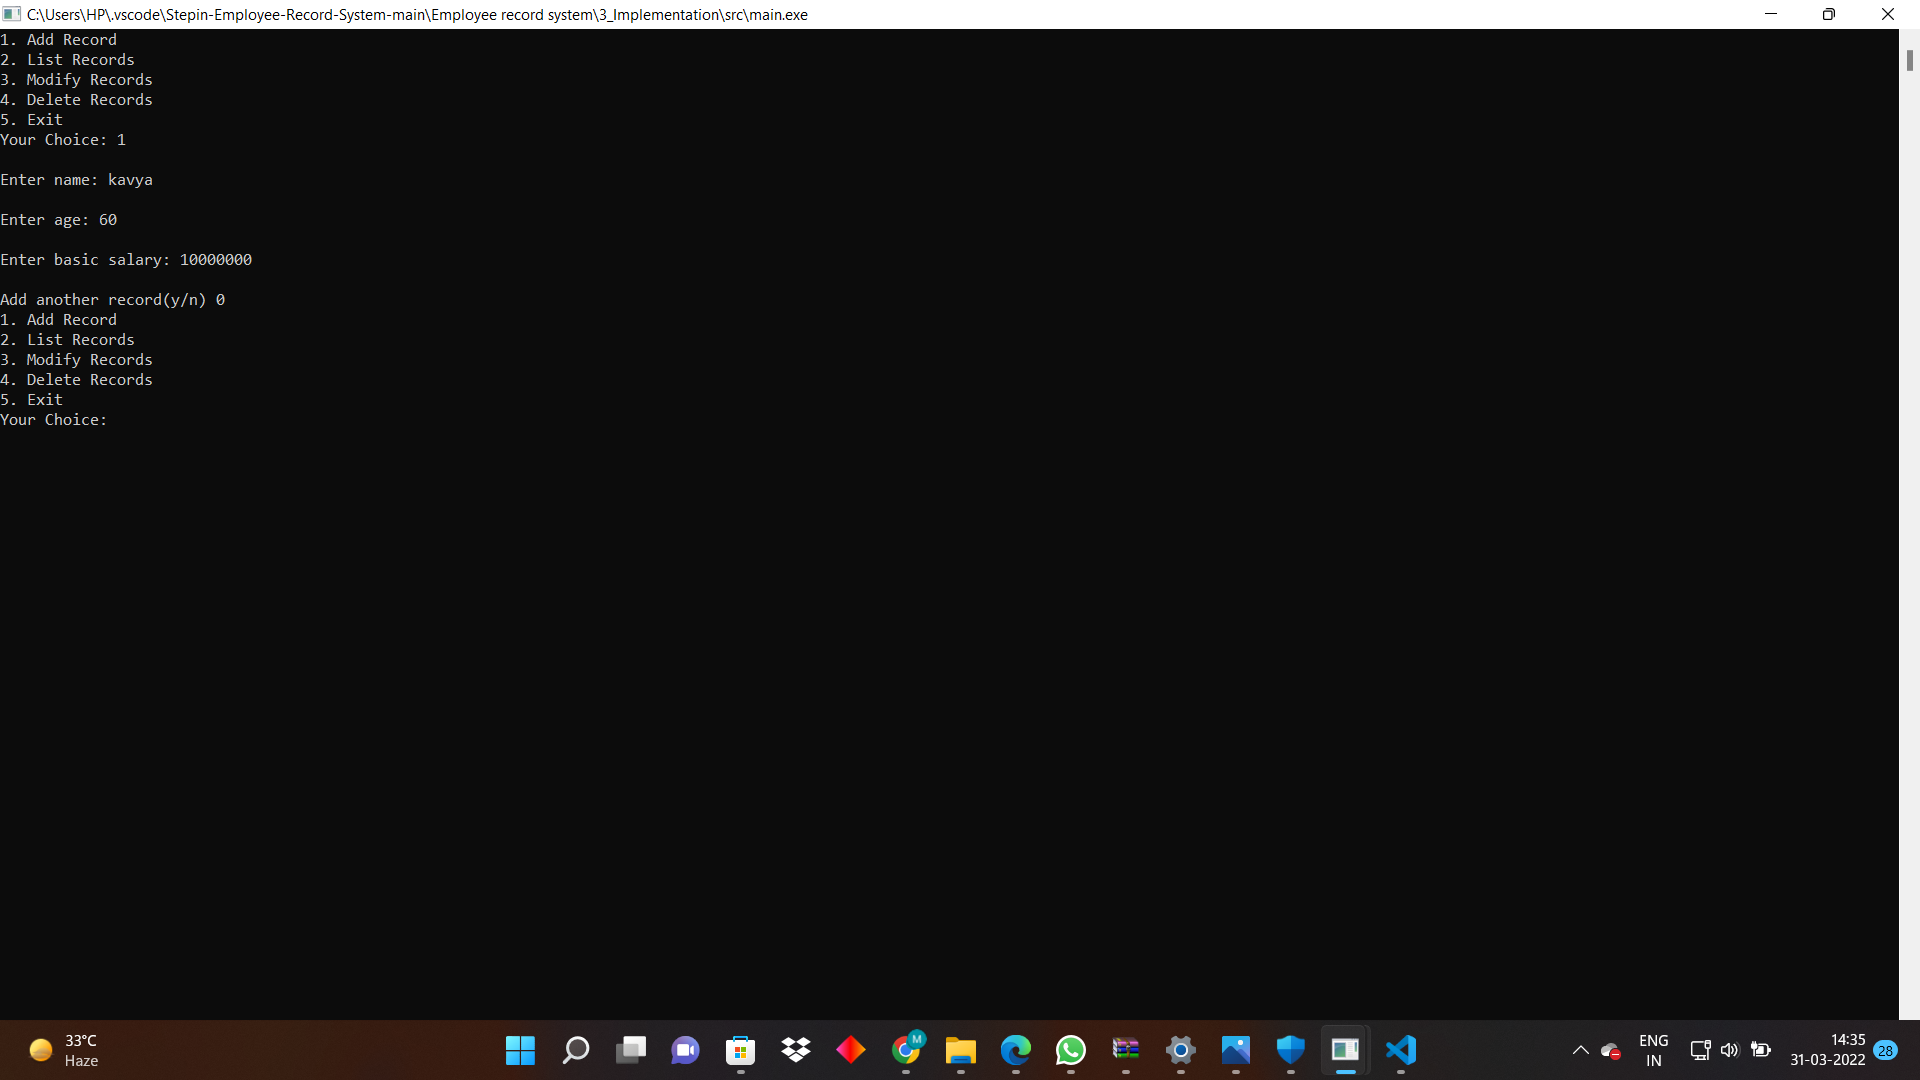 C:\Users\HP\.vscode\Stepin-Employee-Record-System-main\Employee record system\3_Implementation\src\main.exe
1. Add Record
2. List Records
3. Modify Records
4. Delete Records
5. Exit
Your Choice: 1
Enter name: kavya
Enter age: 60
Enter basic salary: 10000000
Add another record(y/n) 0
1. Add Record
2. List Records
3. Modify Records
4. Delete Records
5. Exit
Your Choice:
33°C
Haze
M
ENG
IN
14:35
31-03-2022
28